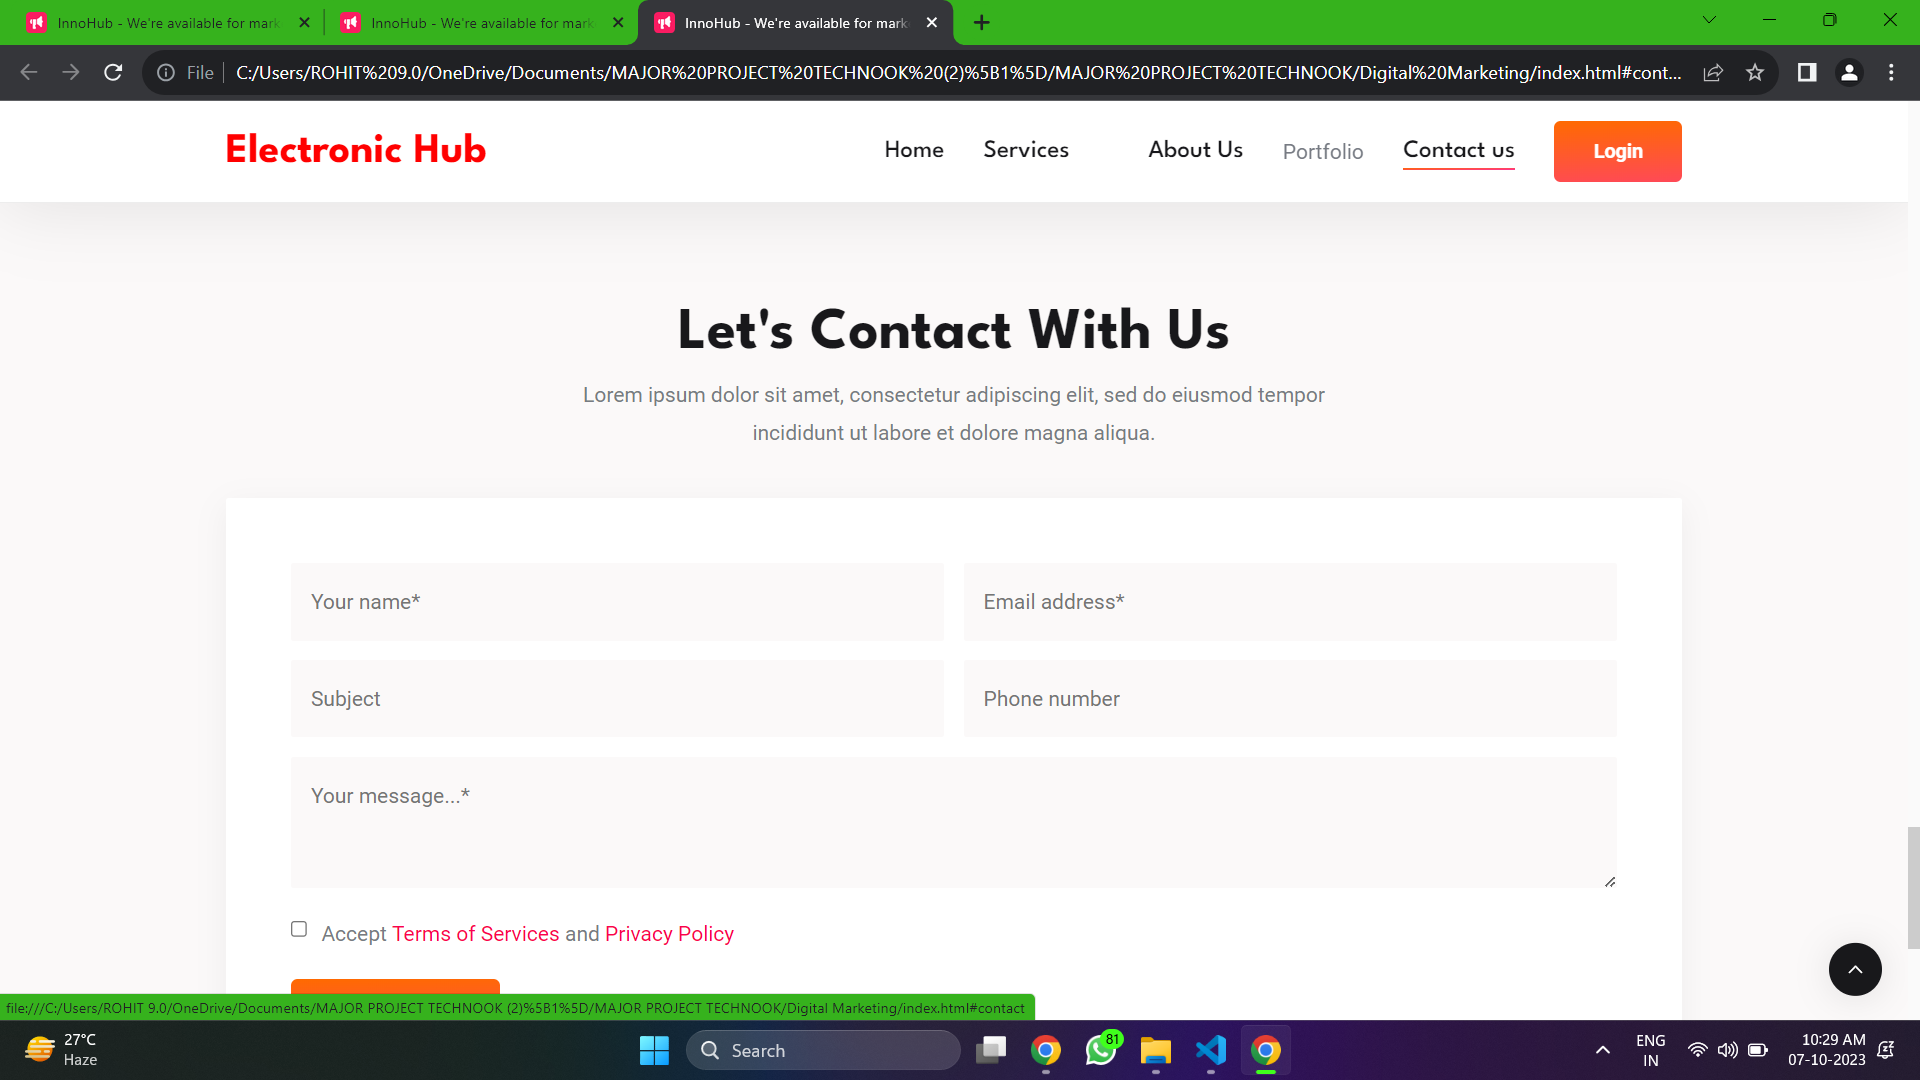 InnoHub - We're available for mark
InnoHub - We're available for mark
InnoHub - We're available for mark
File
C:/Users/ROHIT%209.0/OneDrive/Documents/MAJOR%20PROJECT%20TECHNOOK%20(2)%5B1%5D/MAJOR%20PROJECT%20TECHNOOK/Digital%20Marketing/index.html#cont...
Electronic Hub
Home
Services
About Us
Portfolio
Contact us
Login
Let's Contact With Us
Lorem ipsum dolor sit amet, consectetur adipiscing elit, sed do eiusmod tempor
incididunt ut labore et dolore magna aliqua.
Your name*
Email address*
Subject
Phone number
Your message...*
Accept Terms of Services and Privacy Policy
file:///C:/Users/ROHIT 9.0/OneDrive/Documents/MAJOR PROJECT TECHNOOK (2)%5B1%5D/MAJOR PROJECT TECHNOOK/Digital Marketing/index.html#contact
27°C
Haze
Search
81
ENG
IN
10:29 AM
07-10-2023